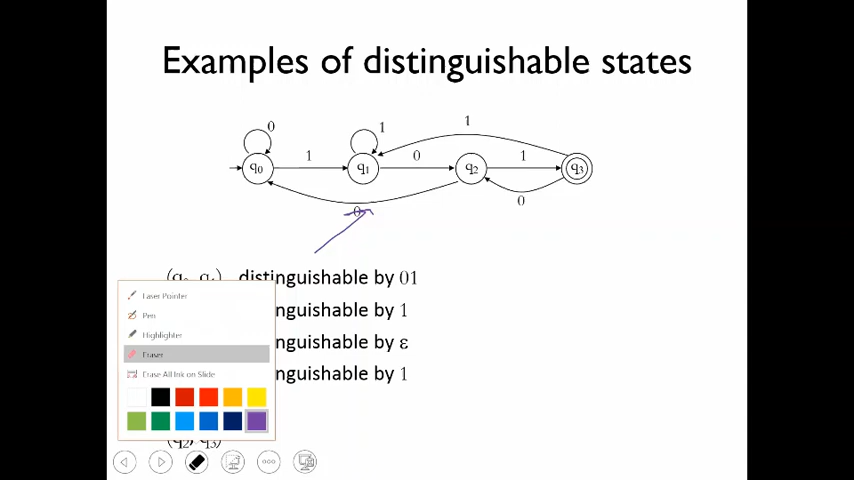 Examples of distinguishable states
0
1
1
1
0
1
q0
q1
q2
q3
0
0
(q0, q1) distinguishable by 01
nguishable by 1
nguishable by ε
nguishable by 1
(q2, q3)
Laser Pointer
Pen
Highlighter
Eraser
Erase All Ink on Slide